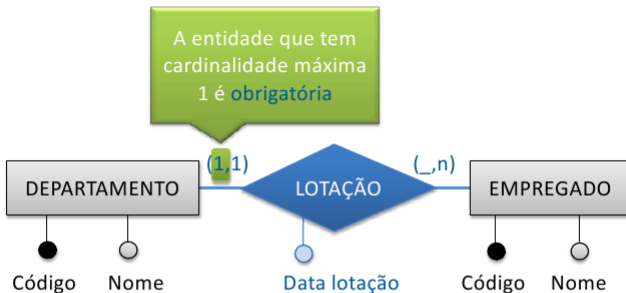 A entidade que tem
cardinalidade máxima
1 é obrigatória
(1,1)
(_,n)
DEPARTAMENTO
LOTAÇÃO
EMPREGADO
Código
Nome
Data lotação
Código
Nome